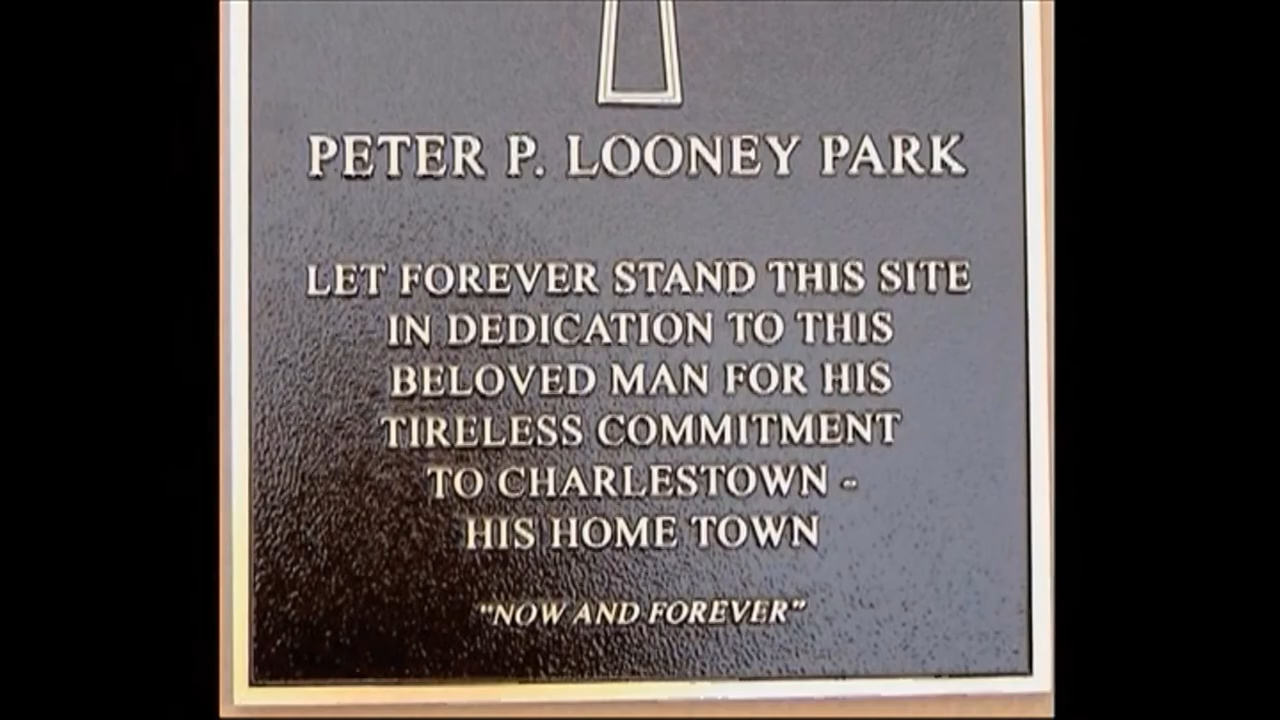 PETER P. LOONEY PARK
LET FOREVER STAND THIS SITE
IN DEDICATION TO THIS
BELOVED MAN FOR HIS
TIRELESS COMMITMENT
TO CHARLESTOWN -
HIS HOME TOWN
"NOW AND FOREVER"